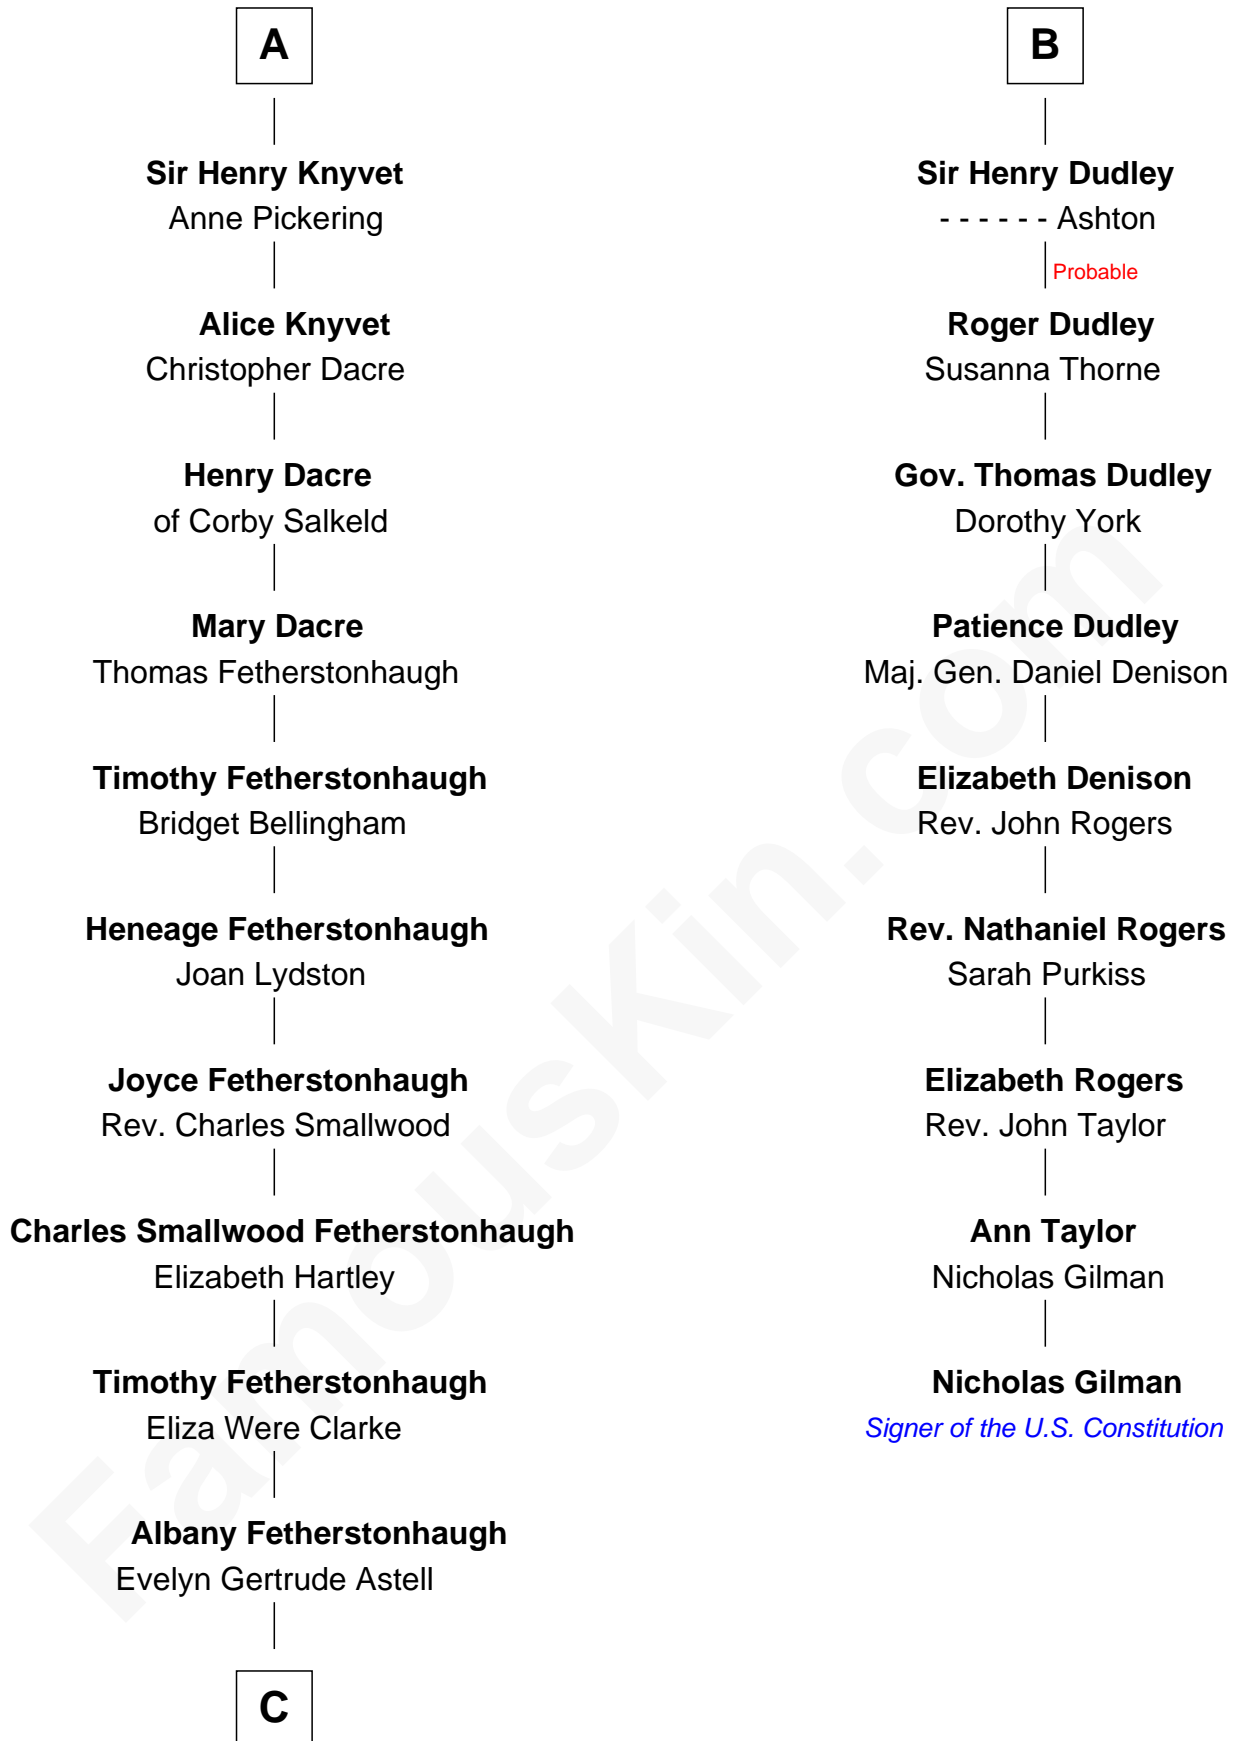 A
Sir Henry Knyvet
Anne Pickering
Alice Knyvet
Christopher Dacre
Henry Dacre
of Corby Salkeld
Mary Dacre
Thomas Fetherstonhaugh
Timothy Fetherstonhaugh
Bridget Bellingham
Heneage Fetherstonhaugh
Joan Lydston
Joyce Fetherstonhaugh
Rev. Charles Smallwood
Charles Smallwood Fetherstonhaugh
Elizabeth Hartley
Timothy Fetherstonhaugh
Eliza Were Clarke
Albany Fetherstonhaugh
Evelyn Gertrude Astell
C
B
Sir Henry Dudley
- - - - - - Ashton
Probable
Roger Dudley
Susanna Thorne
Gov. Thomas Dudley
Dorothy York
Patience Dudley
Maj. Gen. Daniel Denison
Elizabeth Denison
Rev. John Rogers
Rev. Nathaniel Rogers
Sarah Purkiss
Elizabeth Rogers
Rev. John Taylor
Ann Taylor
Nicholas Gilman
Nicholas Gilman
Signer of the U.S. Constitution
FamousKin.com